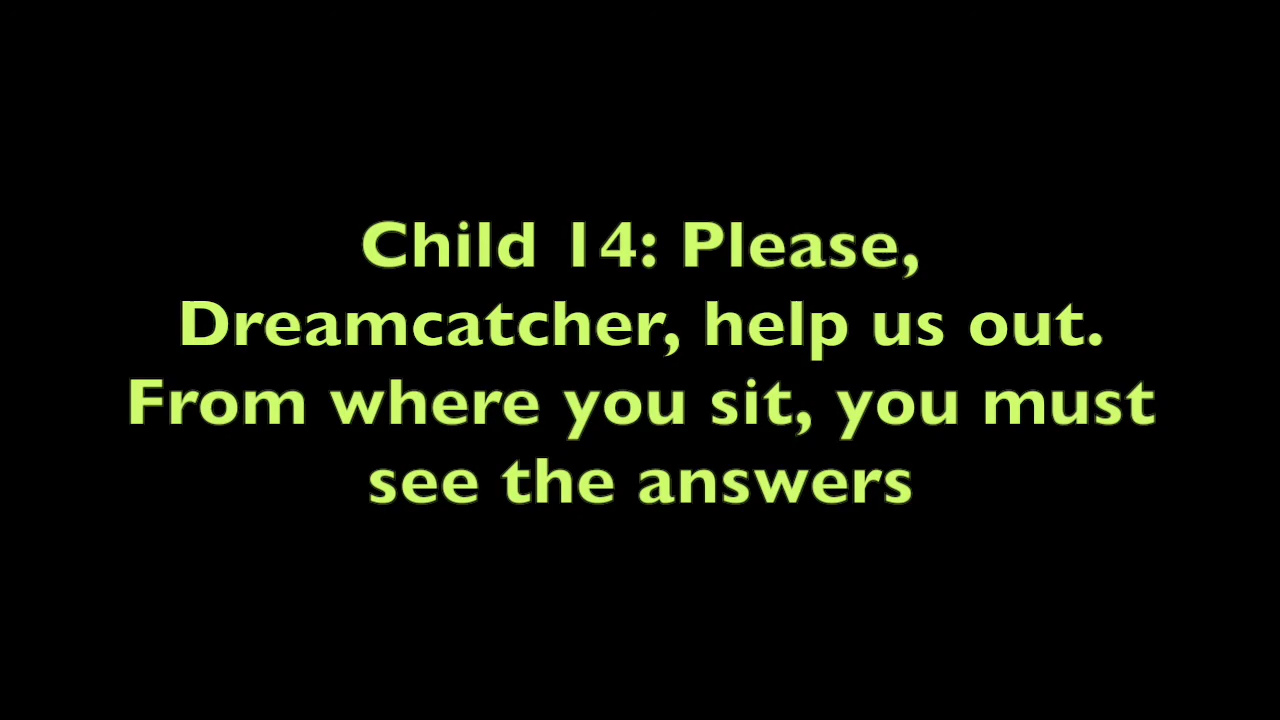 Child 14: Please,
Dreamcatcher, help us out.
From where you sit, you must
see the answers